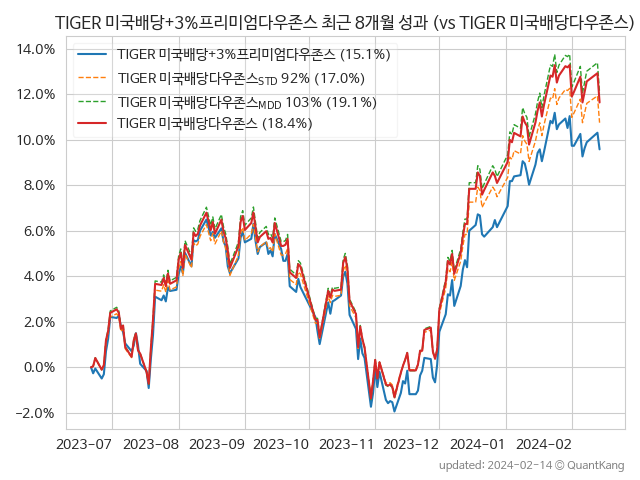 TIGER 미국배당+3%프리미엄다우존스 최근 8개월 성과 (vs TIGER 미국배당다우존스)
TIGER 미국배당+3%프리미엄다우존스 (15.1%)
TIGER 미국배당다우존스STD 92% (17.0%)
TIGER 미국배당다우존스MDD 103% (19.1%)
TIGER 미국배당다우존스 (18.4%)
14.0%
12.0%
10.0%
8.0%
6.0%
4.0%
2.0%
0.0%
−2.0%
2023-07 2023-08 2023-09 2023-10 2023-11 2023-12 2024-01 2024-02
updated: 2024-02-14 © QuantKang